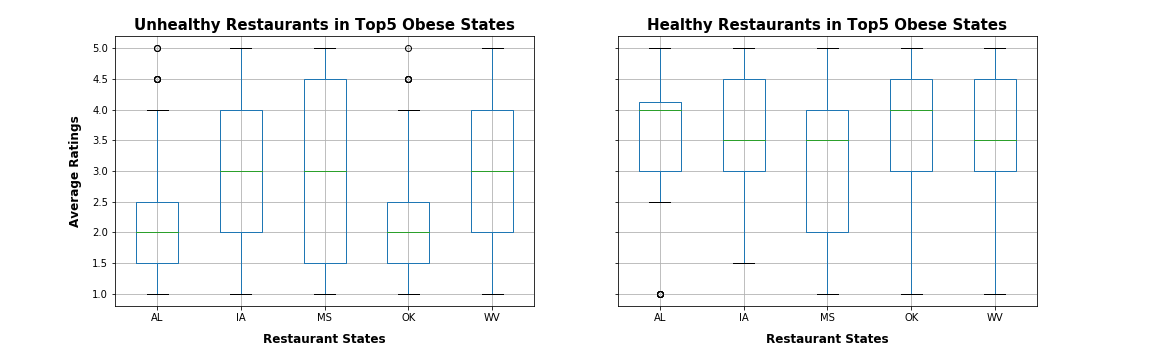 Unhealthy Restaurants in Top5 Obese States
Average Ratings
5.0
4.5
4.0
3.5
3.0
2.5
2.0
1.5
1.0
AL IA MS OK WV
Restaurant States
Healthy Restaurants in Top5 Obese States
AL IA MS OK WV
Restaurant States